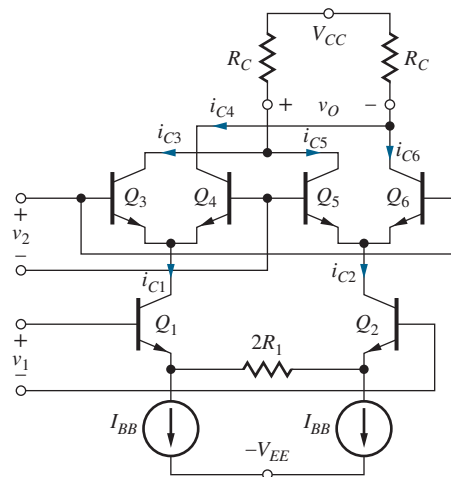 V_CC
R_C
R_C
+ v_O −
i_C4
i_C3
i_C5
i_C6
Q_3
Q_4
Q_5
Q_6
+
v_2
−
i_C1
i_C2
Q_1
Q_2
+
v_1
−
2R_1
I_BB
I_BB
−V_EE